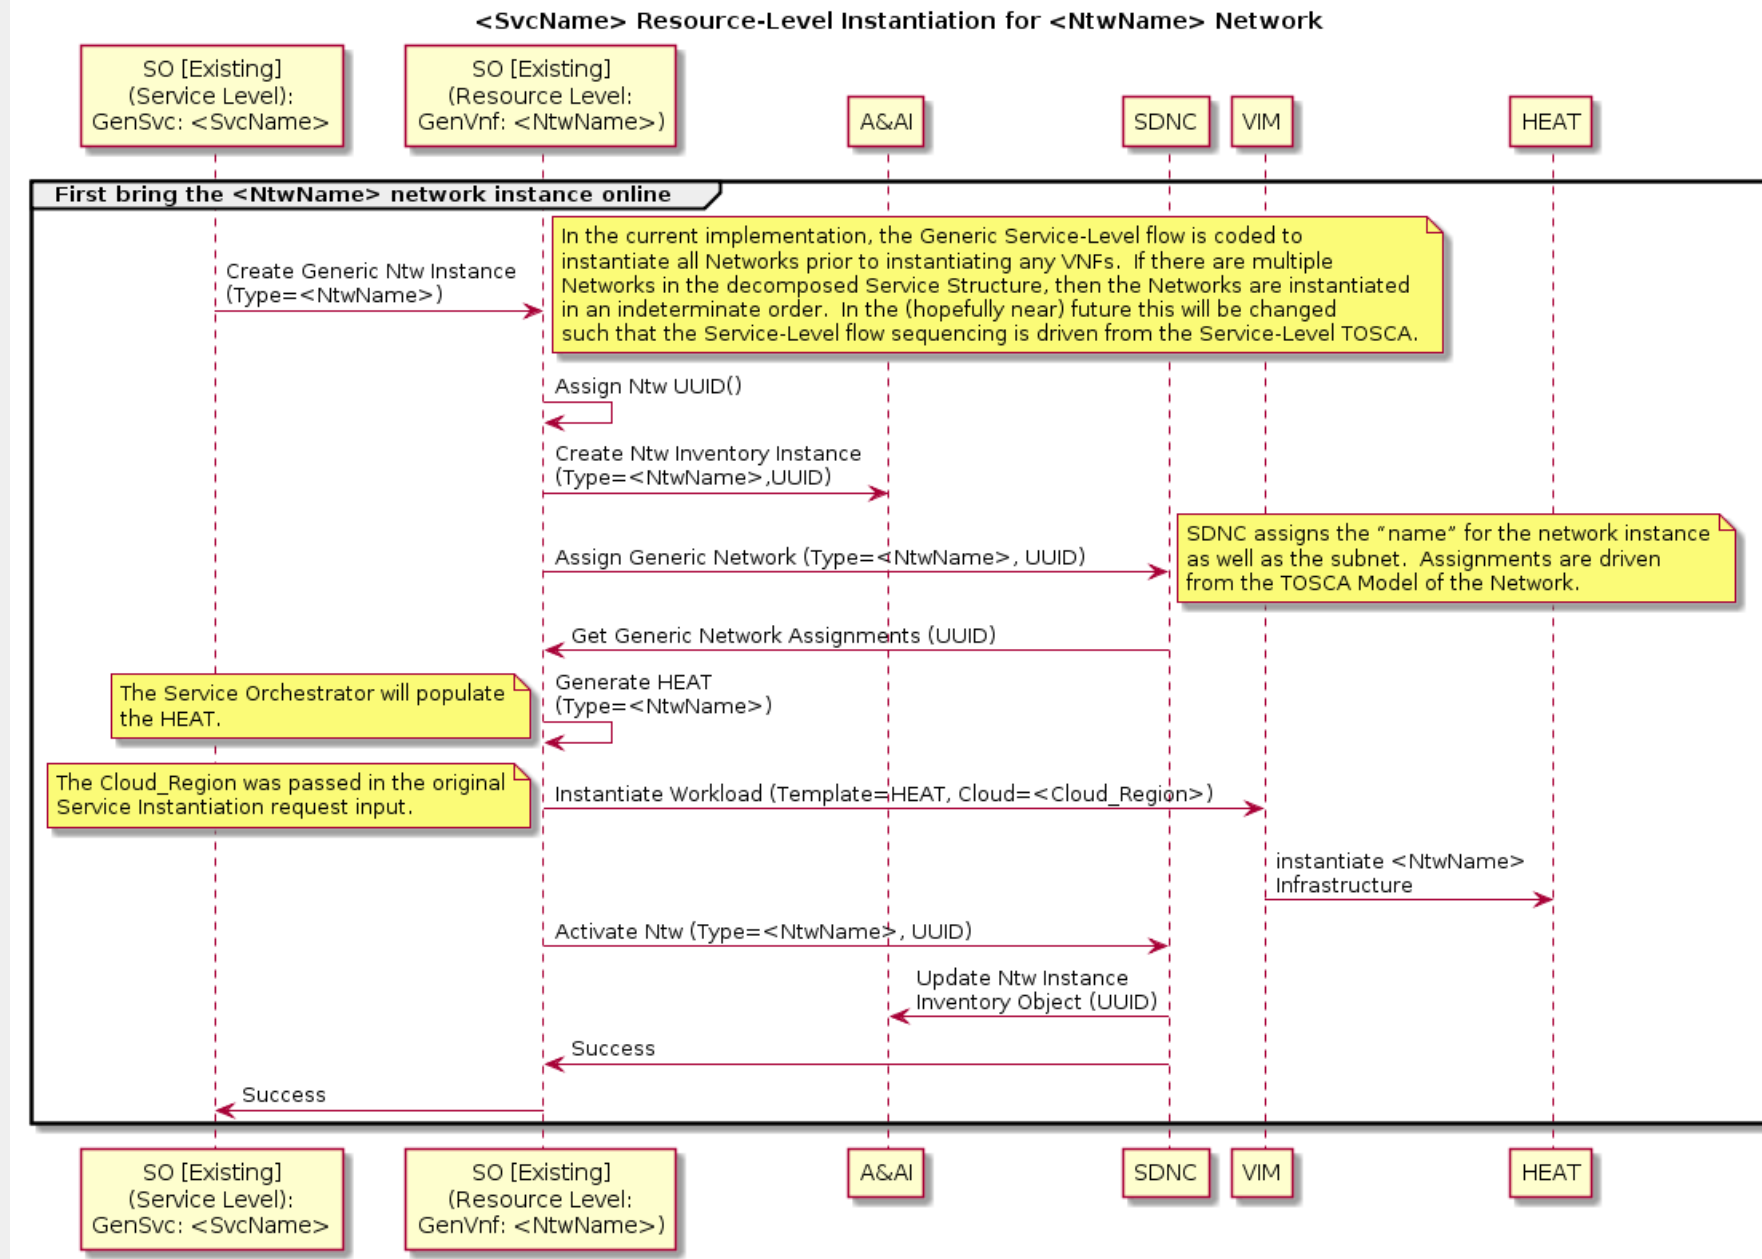 <SvcName> Resource-Level Instantiation for <NtwName> Network
SO [Existing]
(Service Level):
GenSvc: <SvcName>
SO [Existing]
(Resource Level:
GenVnf: <NtwName>)
A&AI
SDNC
VIM
HEAT
First bring the <NtwName> network instance online
Create Generic Ntw Instance
(Type=<NtwName>)
In the current implementation, the Generic Service-Level flow is coded to
instantiate all Networks prior to instantiating any VNFs.  If there are multiple
Networks in the decomposed Service Structure, then the Networks are instantiated
in an indeterminate order.  In the (hopefully near) future this will be changed
such that the Service-Level flow sequencing is driven from the Service-Level TOSCA.
Assign Ntw UUID()
Create Ntw Inventory Instance
(Type=<NtwName>,UUID)
Assign Generic Network (Type=<NtwName>, UUID)
SDNC assigns the “name” for the network instance
as well as the subnet.  Assignments are driven
from the TOSCA Model of the Network.
Get Generic Network Assignments (UUID)
The Service Orchestrator will populate
the HEAT.
Generate HEAT
(Type=<NtwName>)
The Cloud_Region was passed in the original
Service Instantiation request input.
Instantiate Workload (Template=HEAT, Cloud=<Cloud_Region>)
instantiate <NtwName>
Infrastructure
Activate Ntw (Type=<NtwName>, UUID)
Update Ntw Instance
Inventory Object (UUID)
Success
Success
SO [Existing]
(Service Level):
GenSvc: <SvcName>
SO [Existing]
(Resource Level:
GenVnf: <NtwName>)
A&AI
SDNC
VIM
HEAT